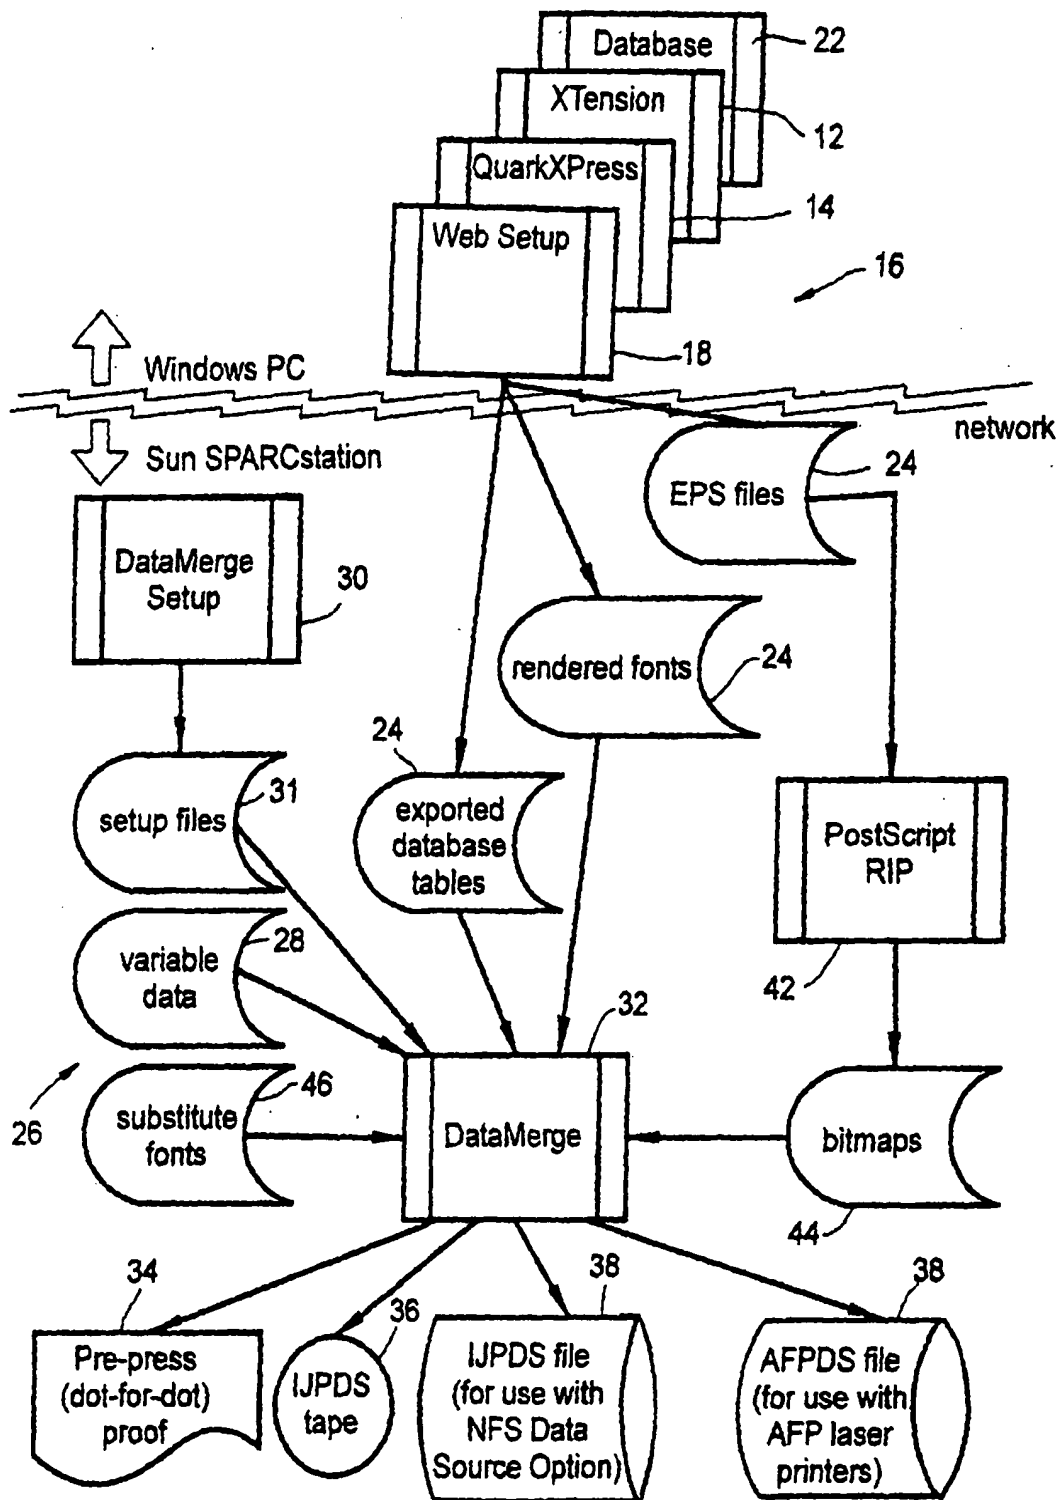 Database
22
XTension
12
QuarkXPress
14
Web Setup
16
18
Windows PC
network
Sun SPARCstation
24
EPS files
DataMerge
Setup
30
rendered fonts
24
24
setup files
31
exported
database
tables
PostScript
RIP
variable
data
28
42
32
substitute
fonts
46
26
DataMerge
bitmaps
44
34
36
38
38
Pre-press
(dot-for-dot)
proof
IJPDS
tape
IJPDS file
(for use with
NFS Data
Source Option)
AFPDS file
(for use with
AFP laser
printers)